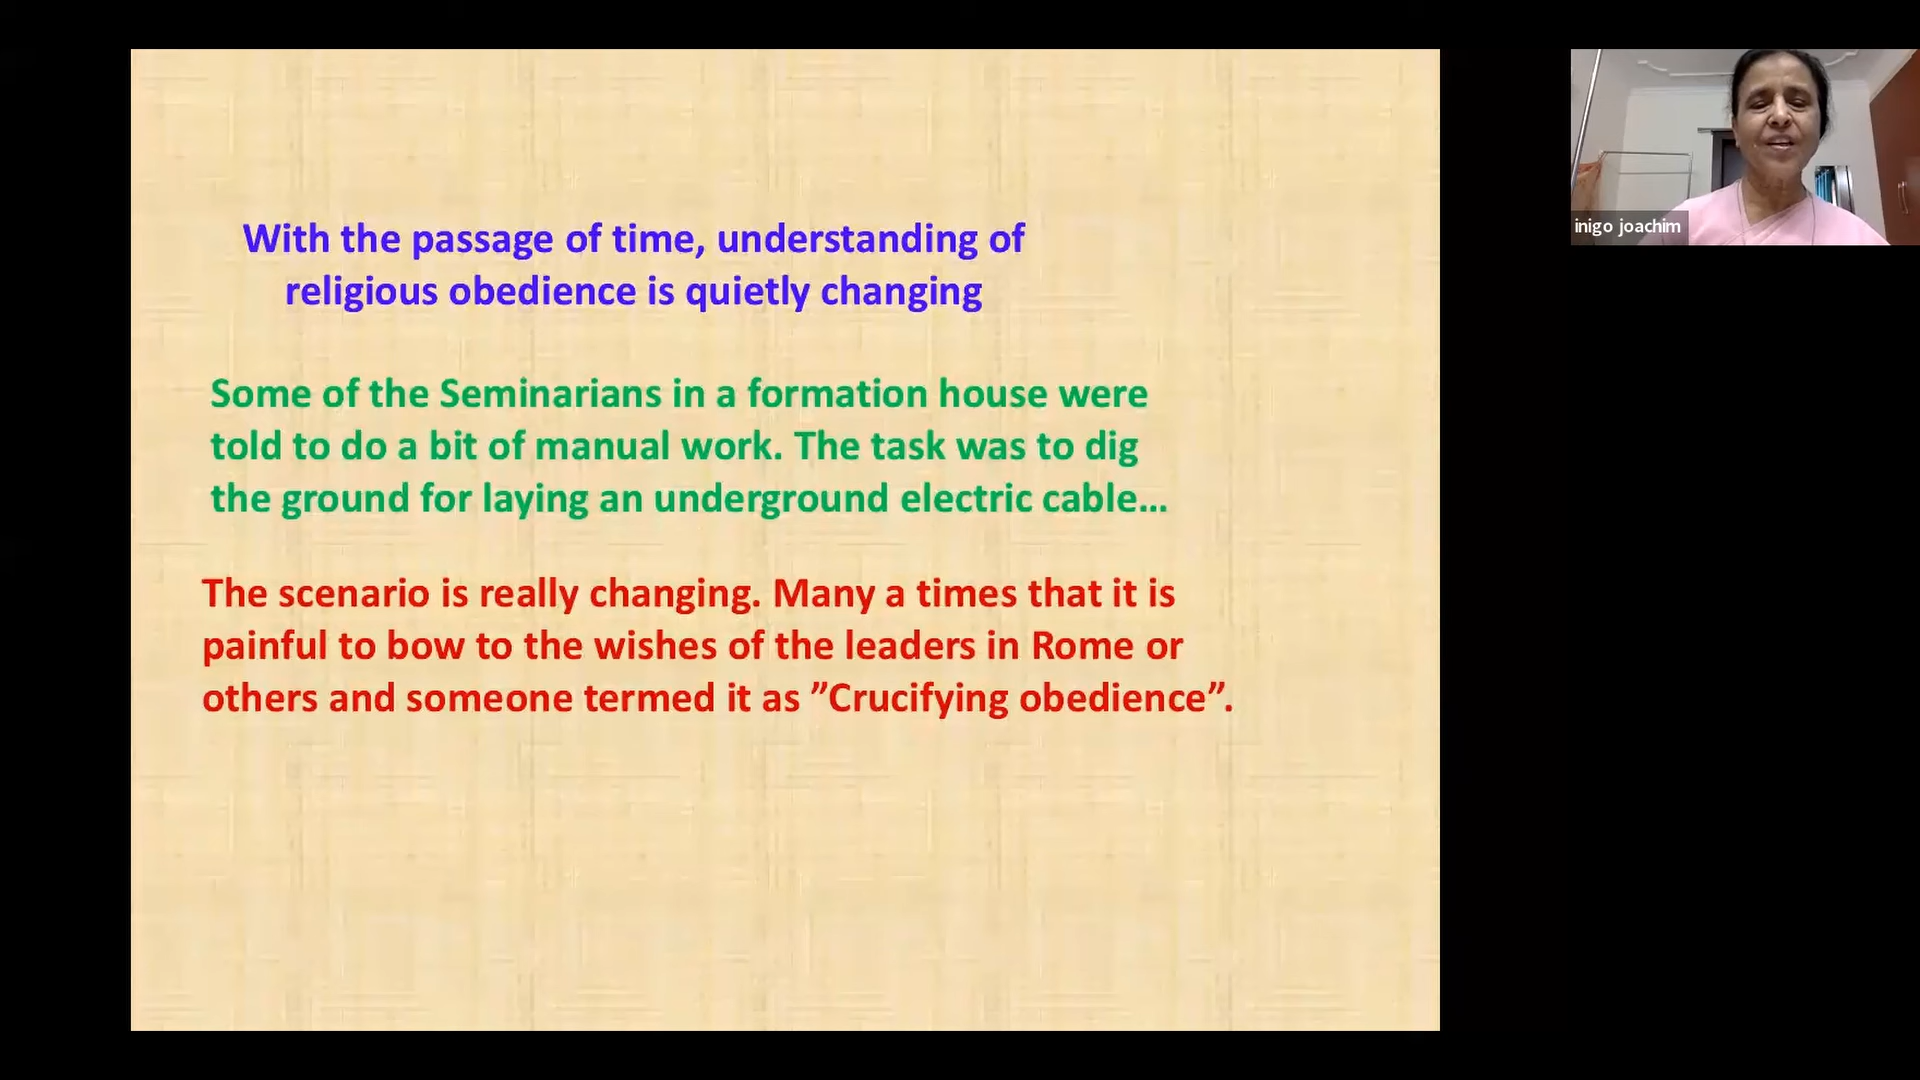 With the passage of time, understanding of
religious obedience is quietly changing
Some of the Seminarians in a formation house were
told to do a bit of manual work. The task was to dig
the ground for laying an underground electric cable...
The scenario is really changing. Many a times that it is
painful to bow to the wishes of the leaders in Rome or
others and someone termed it as ”Crucifying obedience”.
inigo joachim